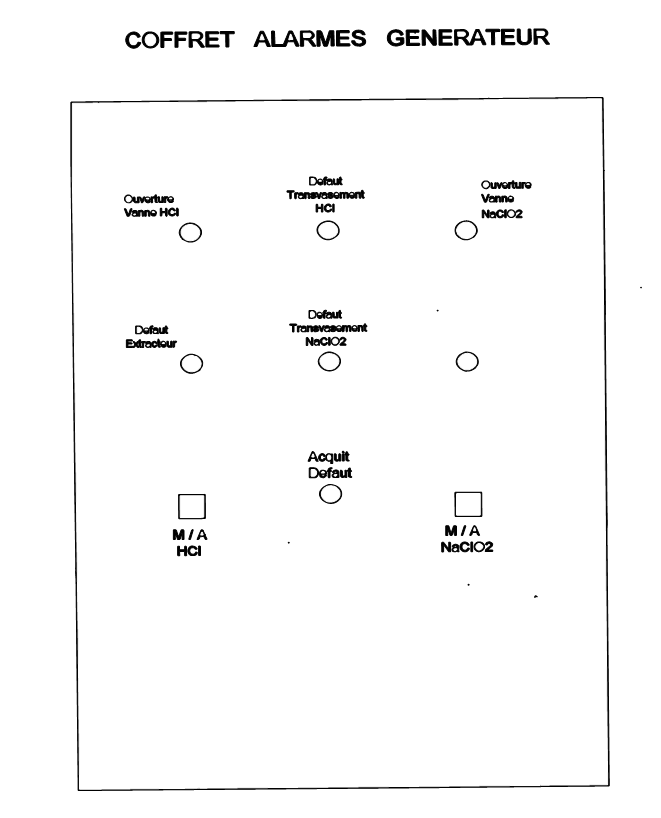 COFFRET ALARMES GENERATEUR
Ouverture
Vanne HCl
Defaut
Transvasement
HCl
Ouverture
Vanne
NaClO2
Defaut
Extracteur
Defaut
Transvasement
NaClO2
Acquit
Defaut
M / A
HCl
M / A
NaClO2